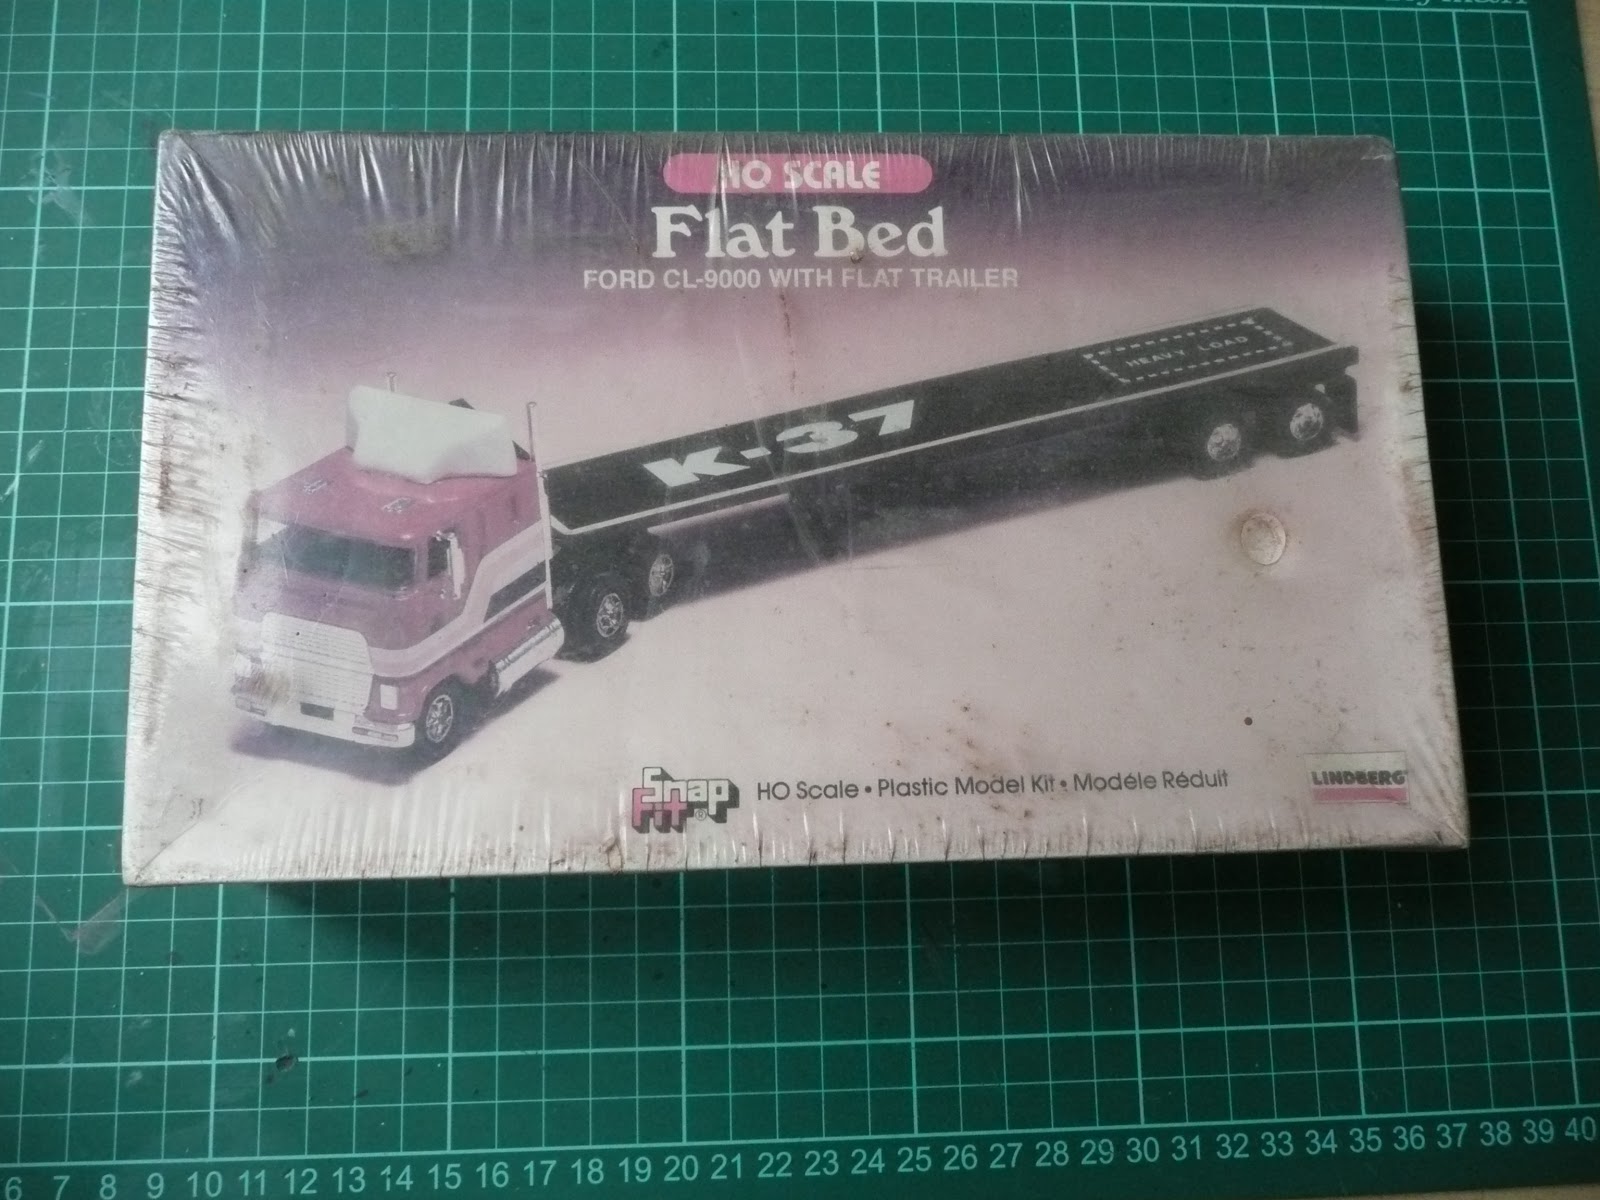 HO SCALE
Flat Bed
FORD CL-9000 WITH FLAT TRAILER
HEAVY LOAD
K-37
Snap
Fit®
HO Scale • Plastic Model Kit • Modéle Réduit
LINDBERG®
6 7 8 9 10 11 12 13 14 15 16 17 18 19 20 21 22 23 24 25 26 27 28 29 30 31 32 33 34 35 36 37 38 39 40